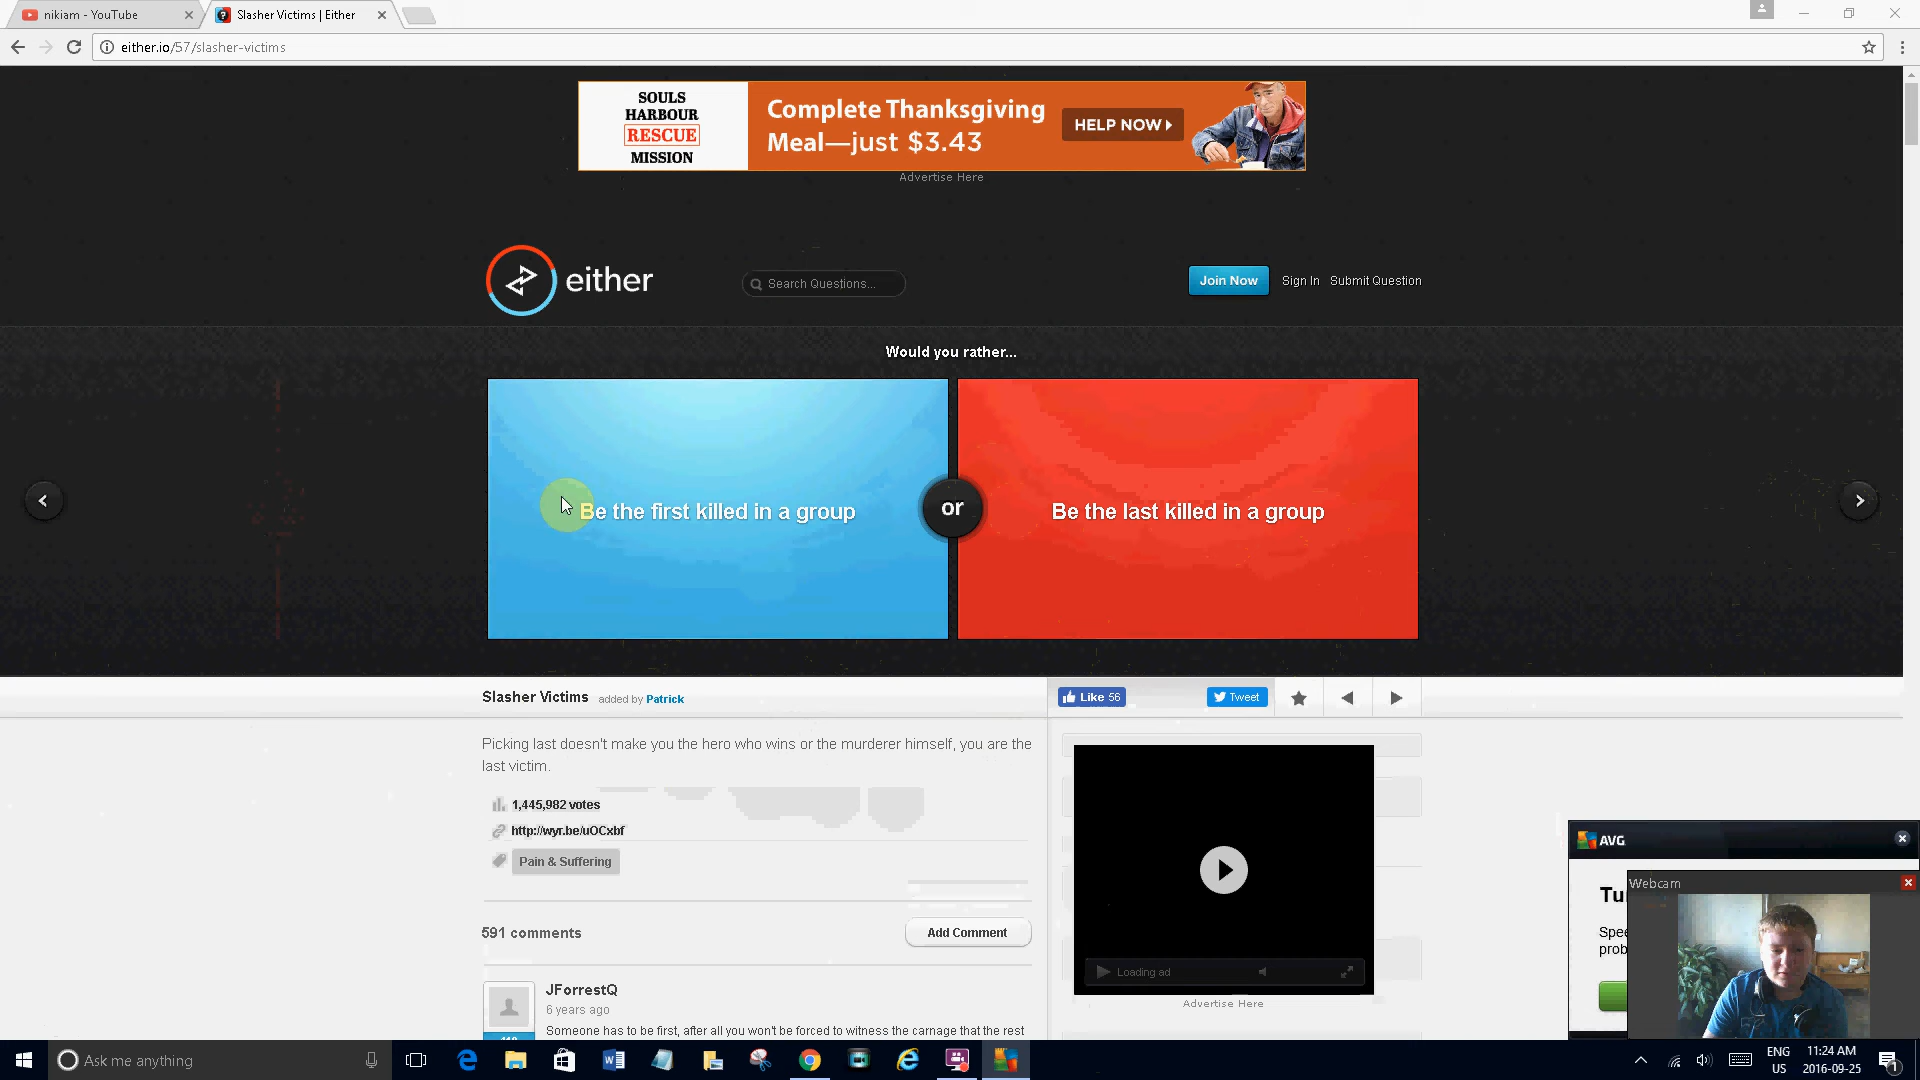 nikiam - YouTube
Slasher Victims | Either
either.io/57/slasher-victims
SOULS
HARBOUR
RESCUE
MISSION
Complete Thanksgiving
Meal—just $3.43
HELP NOW
Advertise Here
either
Search Questions...
Join Now
Sign In
Submit Question
Would you rather...
Be the first killed in a group
or
Be the last killed in a group
Slasher Victims added by Patrick
Like 56
Tweet
Picking last doesn't make you the hero who wins or the murderer himself, you are the
last victim.
1,445,982 votes
http://wyr.be/uOCxbf
Pain & Suffering
591 comments
Add Comment
JForrestQ
6 years ago
Someone has to be first, after all you won't be forced to witness the carnage that the rest
Loading ad
Advertise Here
AVG
Webcam
Ask me anything
ENG
US
11:24 AM
2016-09-25
1